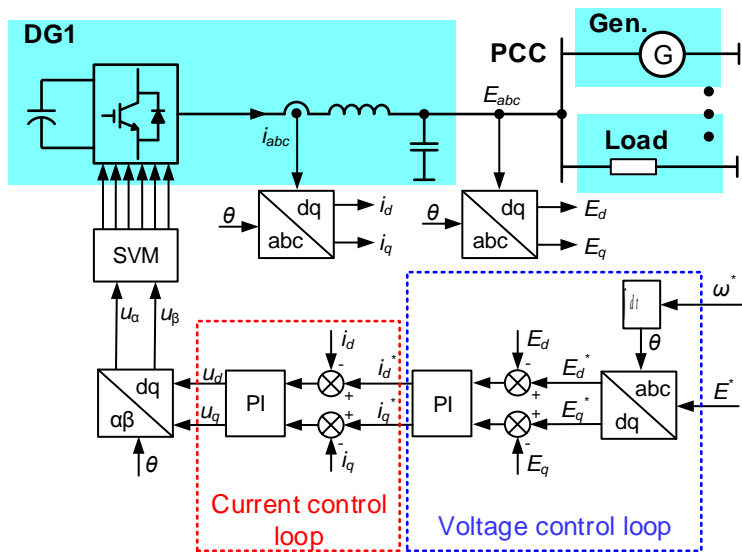 DG1
Gen.
PCC
G
E_abc
i_abc
Load
θ
dq
abc
i_d
i_q
θ
dq
abc
E_d
E_q
SVM
ω*
dt
u_α
u_β
θ
i_d
E_d
dq
αβ
u_d
u_q
PI
i_d*
i_q*
PI
E_d*
E_q*
abc
dq
E*
-
+
+
-
-
+
+
-
θ
i_q
E_q
Current control
loop
Voltage control loop